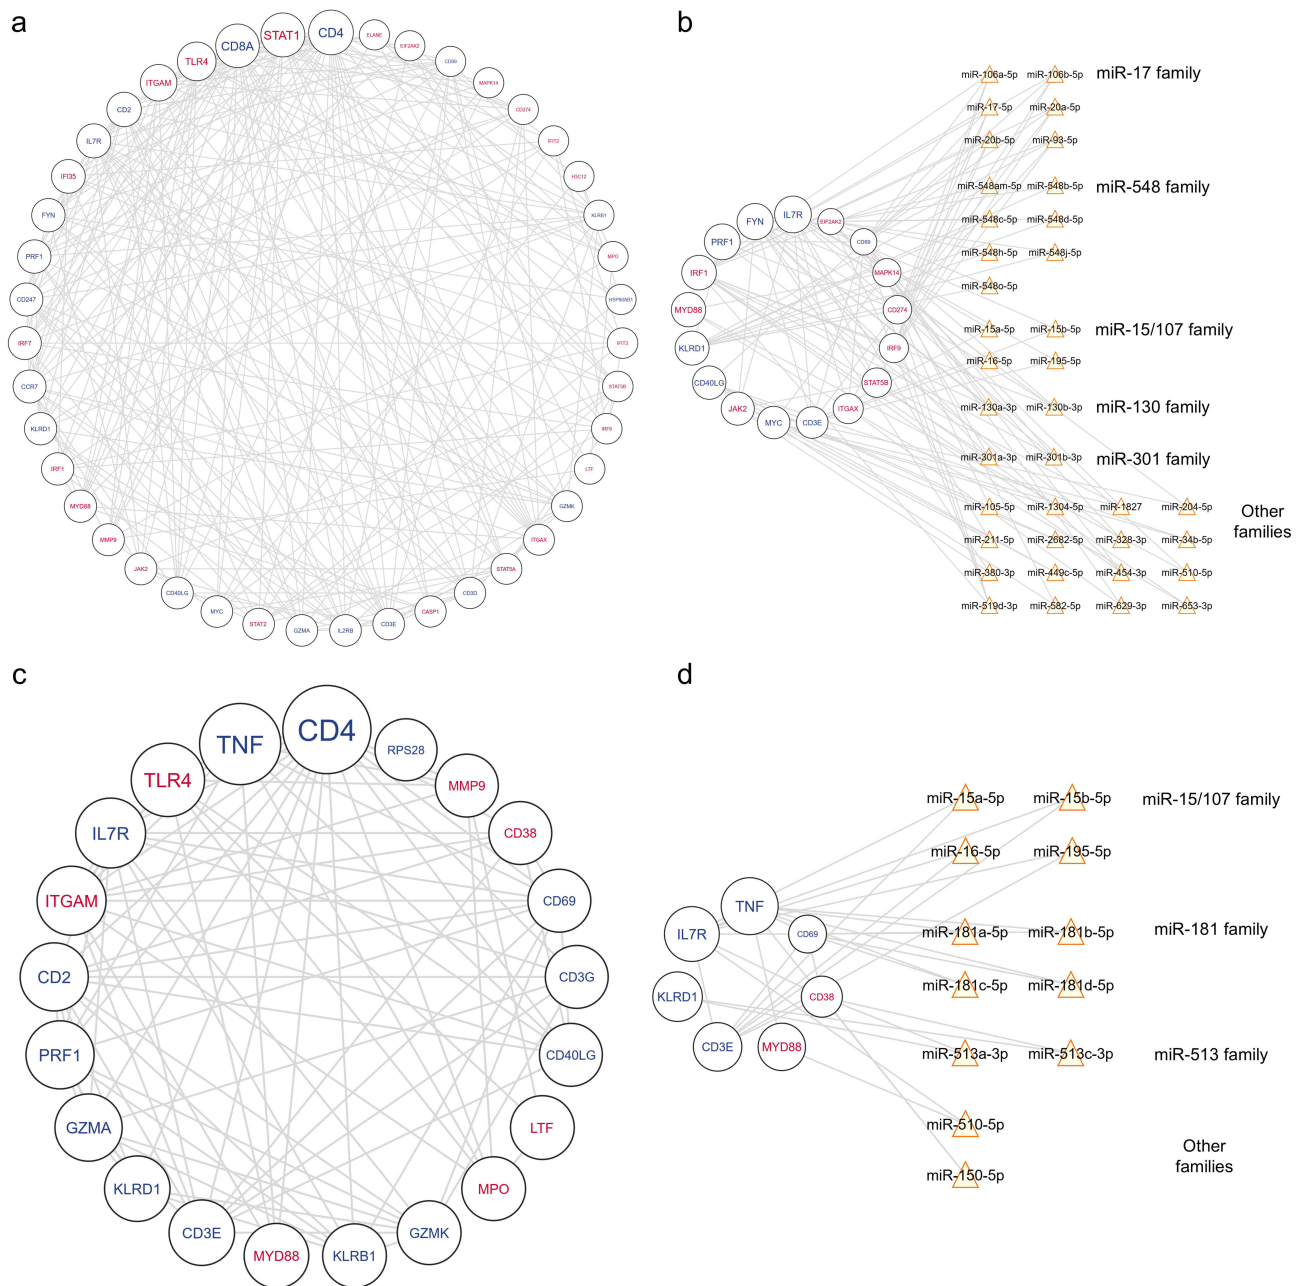 a
STAT1
CD4
ELANE
EIF2AK2
CD69
MAPK14
CD274
H2C12
KLRB1
MPO
HSP90AB1
IFIT3
STAT5B
IRF9
LTF
GZMK
ITGAX
STAT5A
CD3D
CASP1
CD3E
IL2RB
GZMA
STAT2
MYC
CD40LG
JAK2
MMP9
MYD88
IRF1
KLRD1
CCR7
IRF7
CD247
PRF1
FYN
IFI35
IL7R
CD2
ITGAM
TLR4
CD8A
b
miR-106a-5p miR-106b-5p miR-17 family
miR-17-5p miR-20a-5p
miR-20b-5p miR-93-5p
miR-548am-5p miR-548b-5p miR-548 family
miR-548c-5p miR-548d-5p
miR-548h-5p miR-548j-5p
miR-548o-5p
miR-15a-5p miR-15b-5p miR-15/107 family
miR-16-5p miR-195-5p
miR-130a-3p miR-130b-3p miR-130 family
miR-301a-3p miR-301b-3p miR-301 family
miR-105-5p miR-1304-5p miR-1827 miR-204-5p
miR-211-5p miR-2682-5p miR-328-3p miR-34b-5p
miR-380-3p miR-449c-5p miR-454-3p miR-510-5p
miR-519d-3p miR-582-5p miR-629-3p miR-653-3p
Other
families
IL7R
EIF2AK2
CD69
MAPK14
CD274
IRF9
STAT5B
ITGAX
CD3E
MYC
JAK2
CD40LG
KLRD1
MYD88
IRF1
PRF1
FYN
c
CD4
RPS28
MMP9
CD38
CD69
CD3G
CD40LG
LTF
MPO
GZMK
KLRB1
MYD88
CD3E
KLRD1
GZMA
PRF1
CD2
ITGAM
IL7R
TLR4
TNF
d
miR-15a-5p miR-15b-5p miR-15/107 family
miR-16-5p miR-195-5p
miR-181a-5p miR-181b-5p miR-181 family
miR-181c-5p miR-181d-5p
miR-513a-3p miR-513c-3p miR-513 family
miR-510-5p
miR-150-5p
Other
families
TNF
CD69
CD38
MYD88
CD3E
KLRD1
IL7R